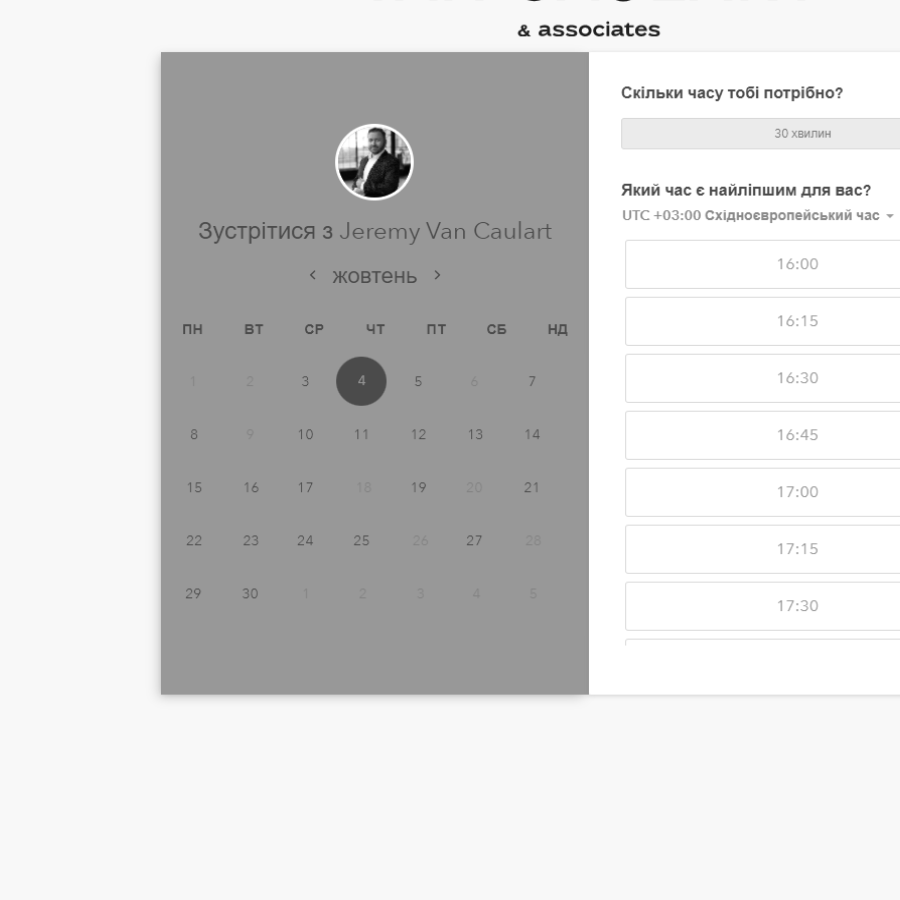 & associates
Зустрітися з Jeremy Van Caulart
жовтень
ПН ВТ СР ЧТ ПТ СБ НД
1 2 3 4 5 6 7
8 9 10 11 12 13 14
15 16 17 18 19 20 21
22 23 24 25 26 27 28
29 30 1 2 3 4 5
Скільки часу тобі потрібно?
30 хвилин
Який час є найліпшим для вас?
UTC +03:00 Східноєвропейський час
16:00
16:15
16:30
16:45
17:00
17:15
17:30